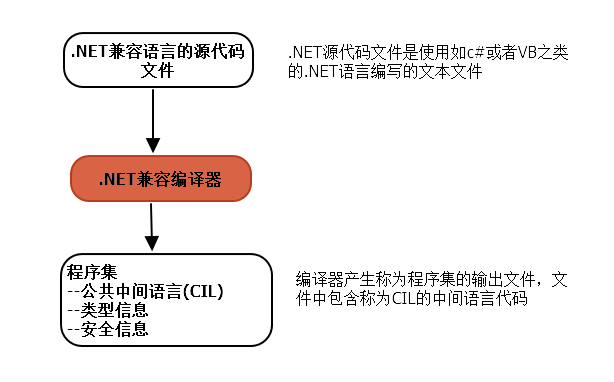 .NET兼容语言的源代码
文件
.NET源代码文件是使用如c#或者VB之类
的.NET语言编写的文本文件
.NET兼容编译器
程序集
--公共中间语言(CIL)
--类型信息
--安全信息
编译器产生称为程序集的输出文件，文
件中包含称为CIL的中间语言代码